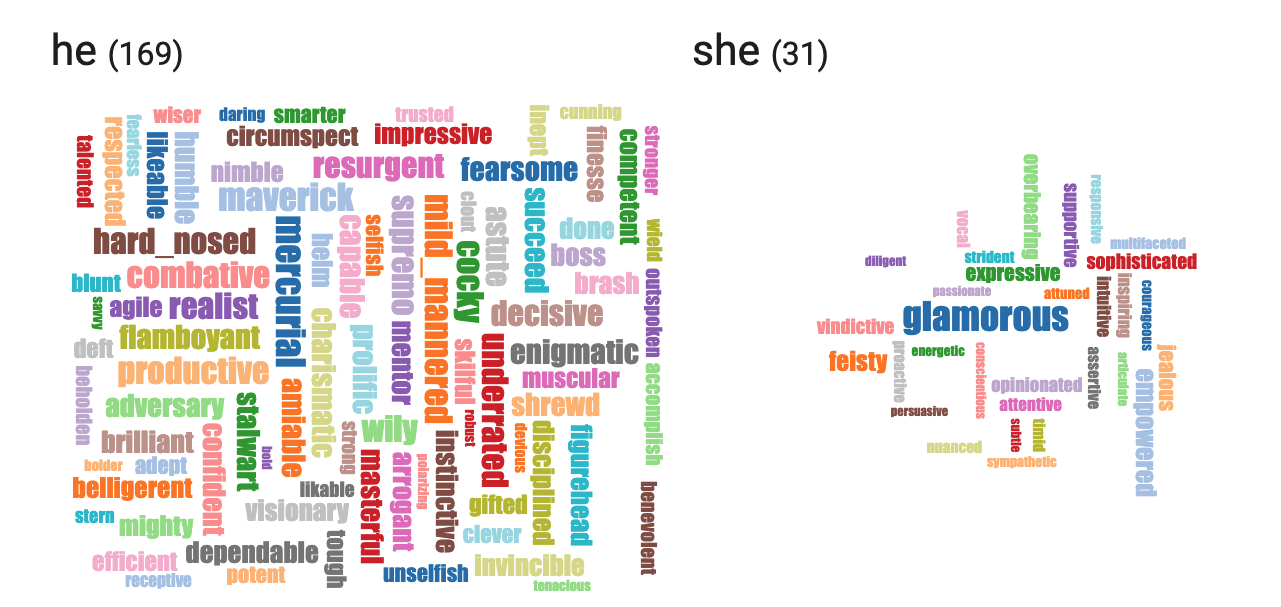 he (169)
she (31)
wiser
daring
smarter
trusted
inept
cunning
talented
respected
fearless
likeable
humble
circumspect
impressive
finesse
competent
stronger
nimble
resurgent
fearsome
maverick
clout
astute
succeed
done
boss
brash
wield
outspoken
hard_nosed
mercurial
helm
capable
selfish
supremo
mild_mannered
cocky
blunt
combative
savvy
agile
realist
decisive
flamboyant
charismatic
prolific
mentor
skillful
underrated
enigmatic
deft
beholden
productive
muscular
accomplish
adversary
stalwart
amiable
shrewd
robust
devious
disciplined
figurehead
brilliant
confident
bold
strong
wily
bolder
adept
belligerent
likable
masterful
arrogant
polarizing
instinctive
gifted
benevolent
stern
mighty
visionary
clever
efficient
dependable
tough
receptive
potent
unselfish
invincible
tenacious
overbearing
supportive
responsive
vocal
multifaceted
diligent
strident
expressive
sophisticated
passionate
attuned
intuitive
inspiring
courageous
glamorous
vindictive
feisty
proactive
energetic
conscientious
assertive
articulate
jealous
opinionated
empowered
attentive
persuasive
subtle
timid
nuanced
sympathetic